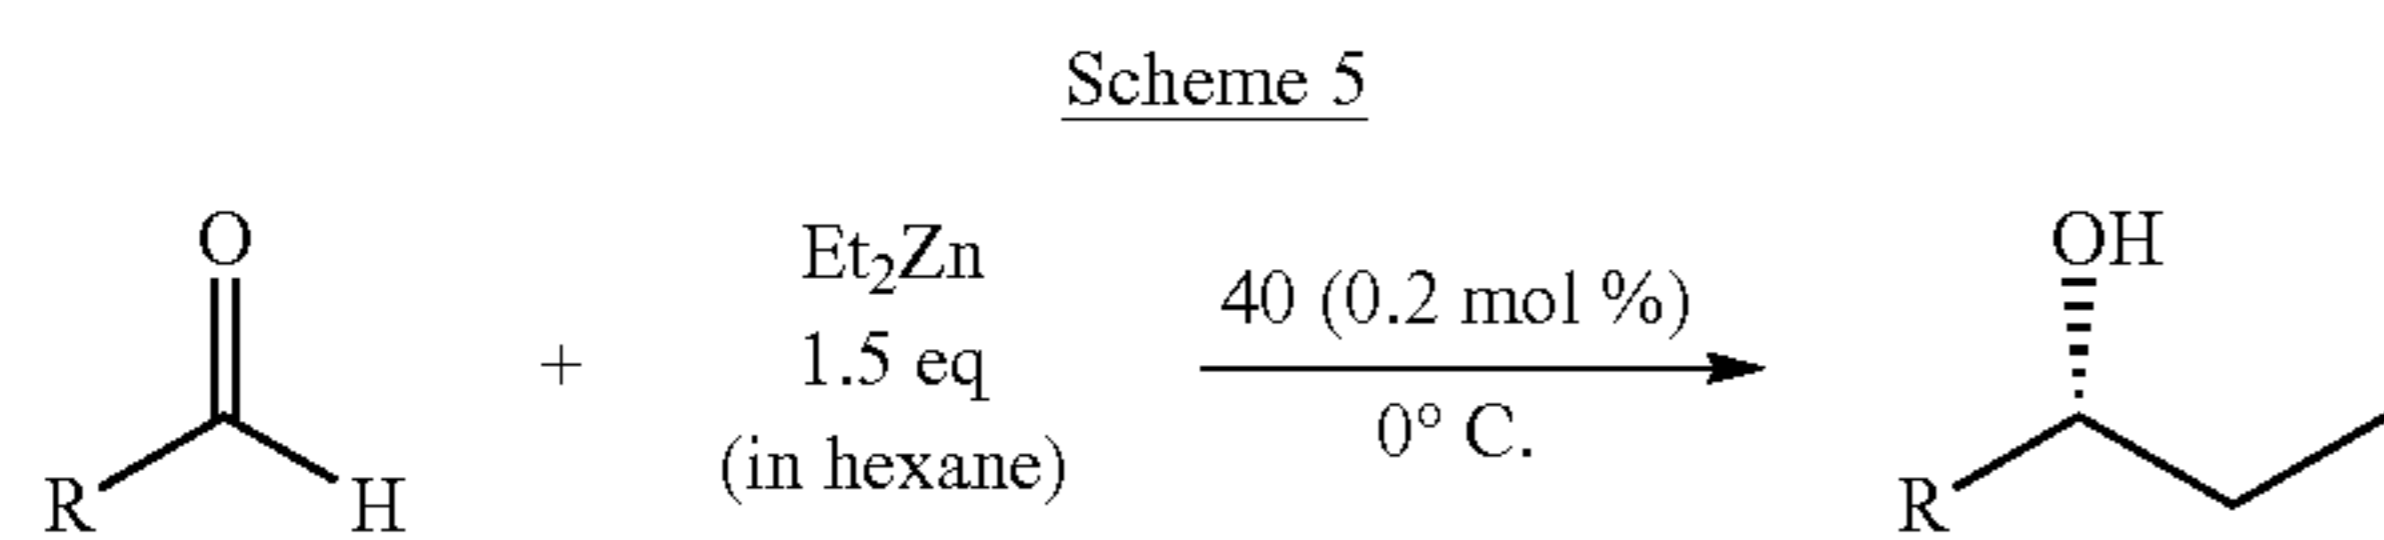 Scheme 5
O
R
H
+
Et₂Zn
1.5 eq
(in hexane)
40 (0.2 mol %)
0° C.
OH
R